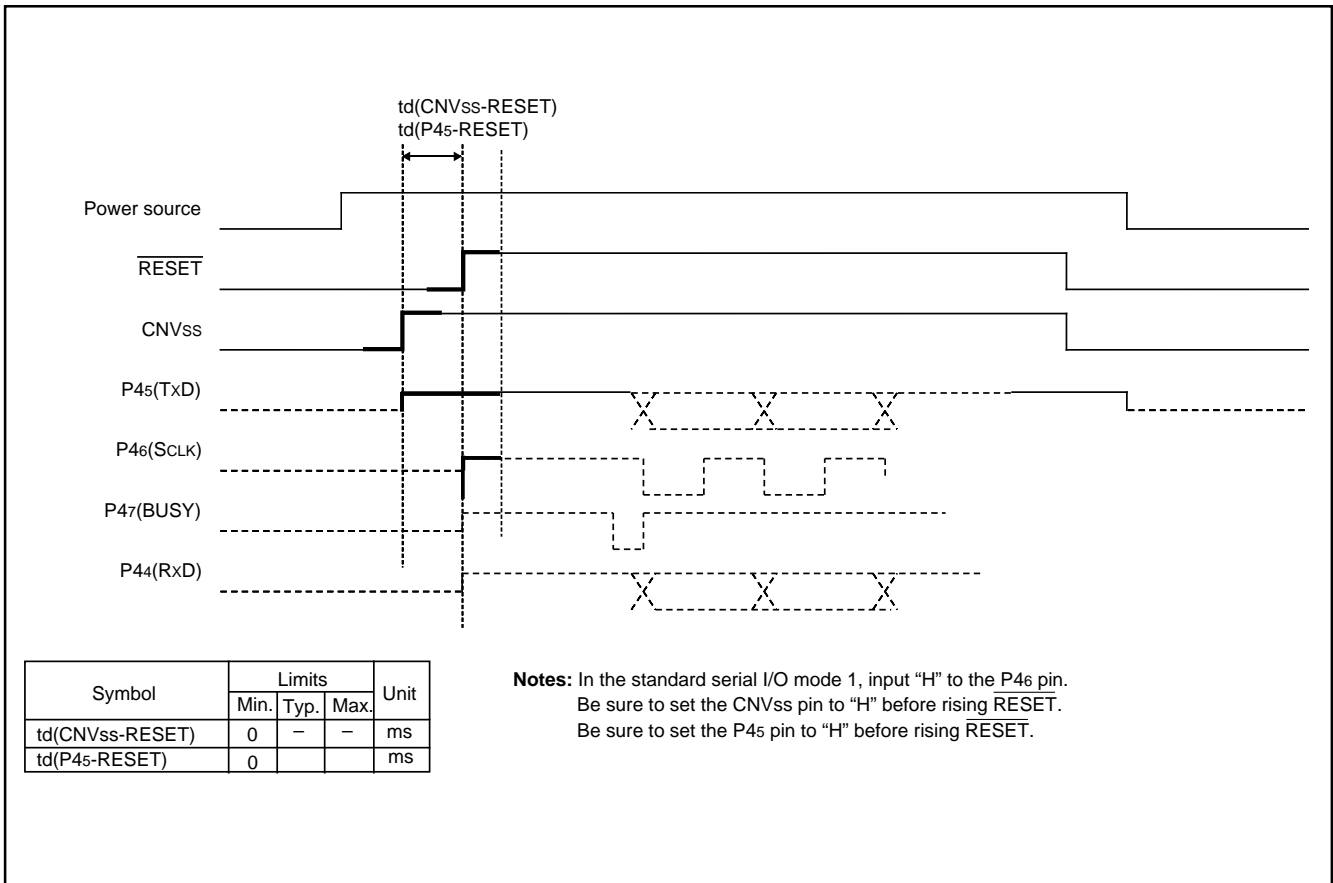 td(CNVss-RESET)
td(P45-RESET)
Power source
RESET
CNVss
P45(TxD)
P46(SCLK)
P47(BUSY)
P44(RxD)
Symbol Limits Unit
Min. Typ. Max.
td(CNVss-RESET) 0 – – ms
td(P45-RESET) 0 ms
Notes: In the standard serial I/O mode 1, input “H” to the P46 pin.
Be sure to set the CNVss pin to “H” before rising RESET.
Be sure to set the P45 pin to “H” before rising RESET.